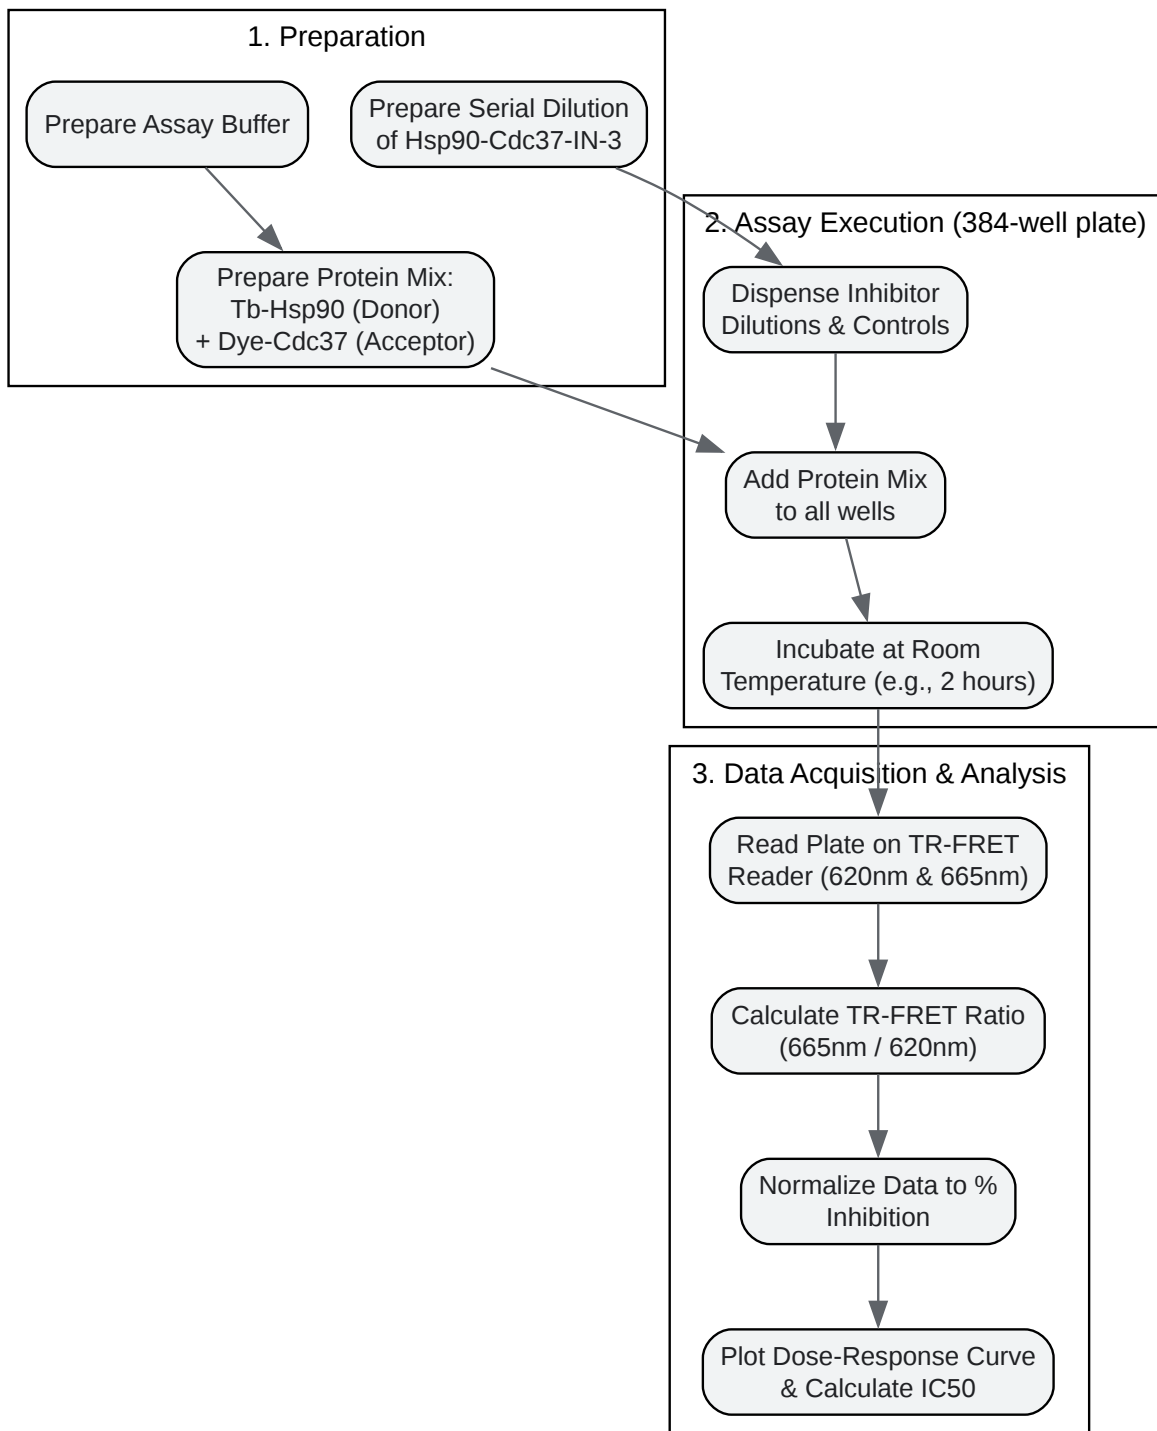 1. Preparation
Prepare Assay Buffer
Prepare Serial Dilution
of Hsp90-Cdc37-IN-3
Prepare Protein Mix:
Tb-Hsp90 (Donor)
+ Dye-Cdc37 (Acceptor)
2. Assay Execution (384-well plate)
Dispense Inhibitor
Dilutions & Controls
Add Protein Mix
to all wells
Incubate at Room
Temperature (e.g., 2 hours)
3. Data Acquisition & Analysis
Read Plate on TR-FRET
Reader (620nm & 665nm)
Calculate TR-FRET Ratio
(665nm / 620nm)
Normalize Data to %
Inhibition
Plot Dose-Response Curve
& Calculate IC50